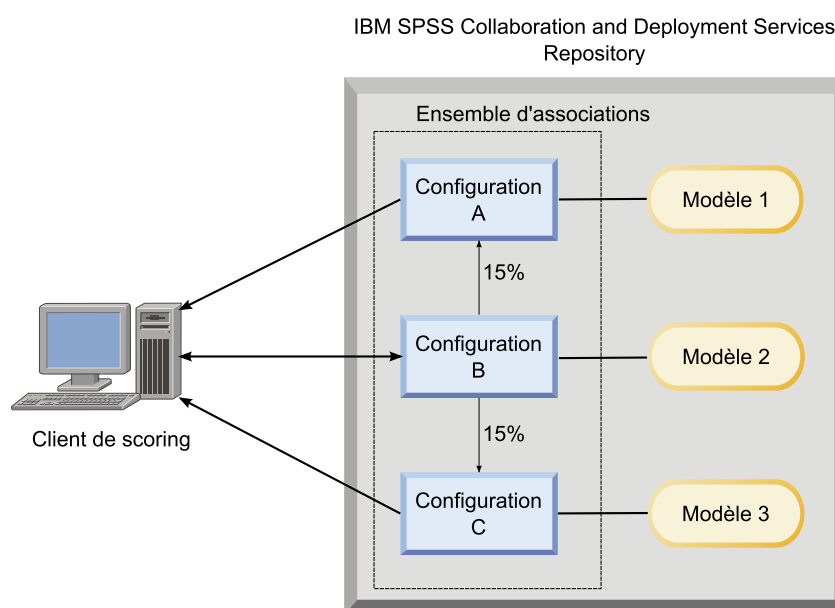 IBM SPSS Collaboration and Deployment Services
Repository
Ensemble d'associations
Configuration
A
Modèle 1
15%
Configuration
B
Modèle 2
Client de scoring
15%
Configuration
C
Modèle 3